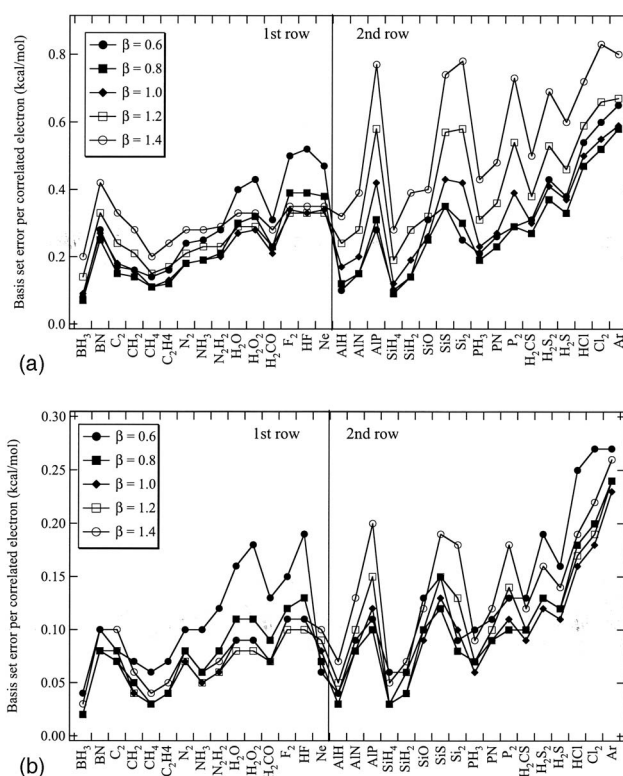 Basis set error per correlated electron (kcal/mol)
0.8
0.6
0.4
0.2
0.0
1st row
2nd row
β = 0.6
β = 0.8
β = 1.0
β = 1.2
β = 1.4
BH₃
BN
C₂
CH₂
CH₄
C₂H4
N₂
NH₃
N₂H₂
H₂O
H₂O₂
H₂CO
F₂
HF
Ne
AlH
AlN
AlP
SiH₄
SiH₂
SiO
SiS
Si₂
PH₃
PN
P₂
H₂CS
H₂S₂
H₂S
HCl
Cl₂
Ar
(a)
Basis set error per correlated electron (kcal/mol)
0.30
0.25
0.20
0.15
0.10
0.05
0.00
1st row
2nd row
β = 0.6
β = 0.8
β = 1.0
β = 1.2
β = 1.4
BH₃
BN
C₂
CH₂
CH₄
C₂H4
N₂
NH₃
N₂H₂
H₂O
H₂O₂
H₂CO
F₂
HF
Ne
AlH
AlN
AlP
SiH₄
SiH₂
SiO
SiS
Si₂
PH₃
PN
P₂
H₂CS
H₂S₂
H₂S
HCl
Cl₂
Ar
(b)